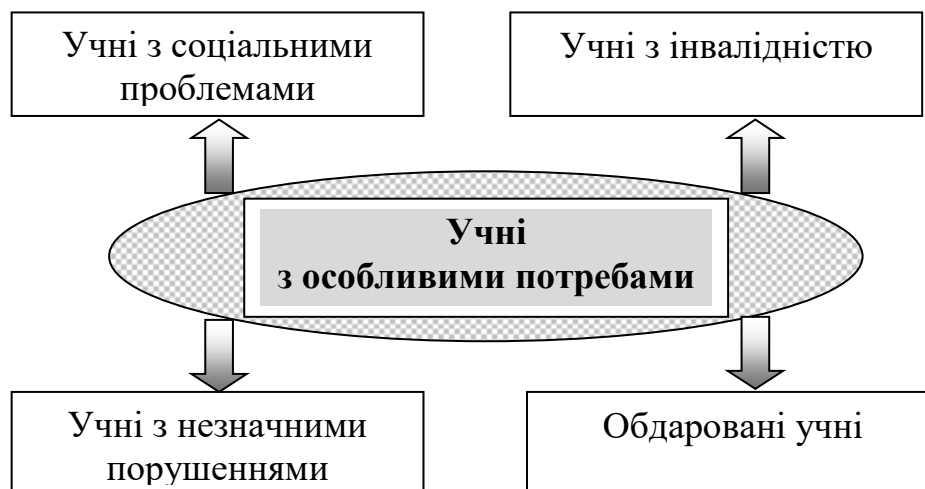 Учні з соціальними
проблемами
Учні з інвалідністю
Учні
з особливими потребами
Учні з незначними
порушеннями
Обдаровані учні